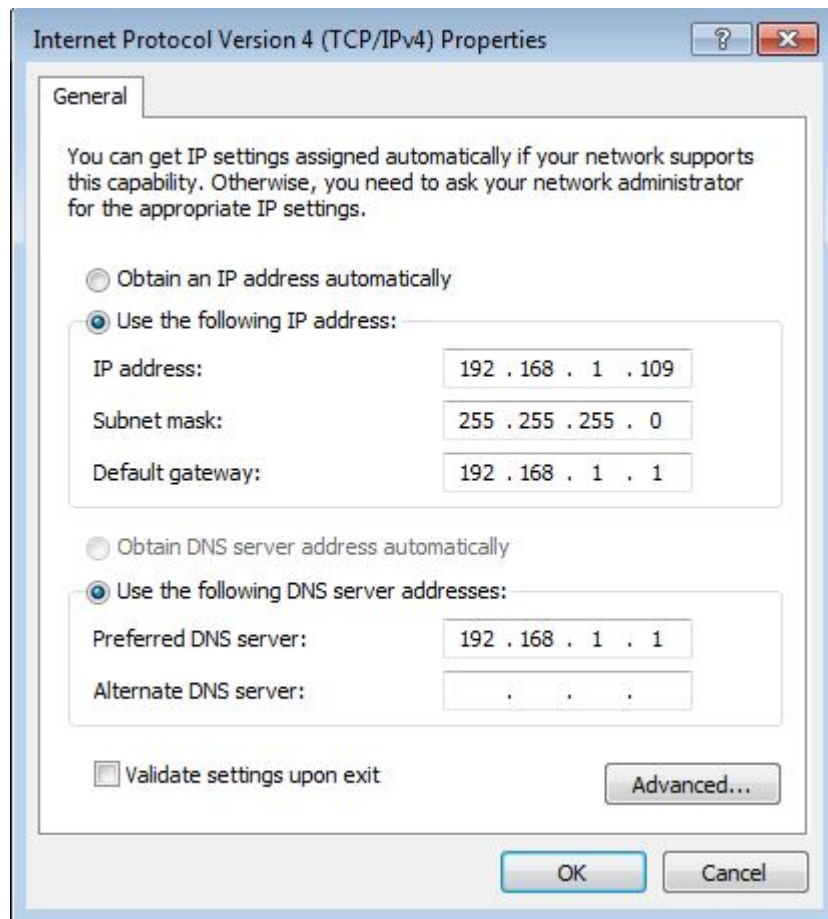 Internet Protocol Version 4 (TCP/IPv4) Properties
?
General
You can get IP settings assigned automatically if your network supports
this capability. Otherwise, you need to ask your network administrator
for the appropriate IP settings.
Obtain an IP address automatically
Use the following IP address:
IP address: 192 . 168 . 1 . 109
Subnet mask: 255 . 255 . 255 . 0
Default gateway: 192 . 168 . 1 . 1
Obtain DNS server address automatically
Use the following DNS server addresses:
Preferred DNS server: 192 . 168 . 1 . 1
Alternate DNS server: . . .
Validate settings upon exit
Advanced...
OK Cancel